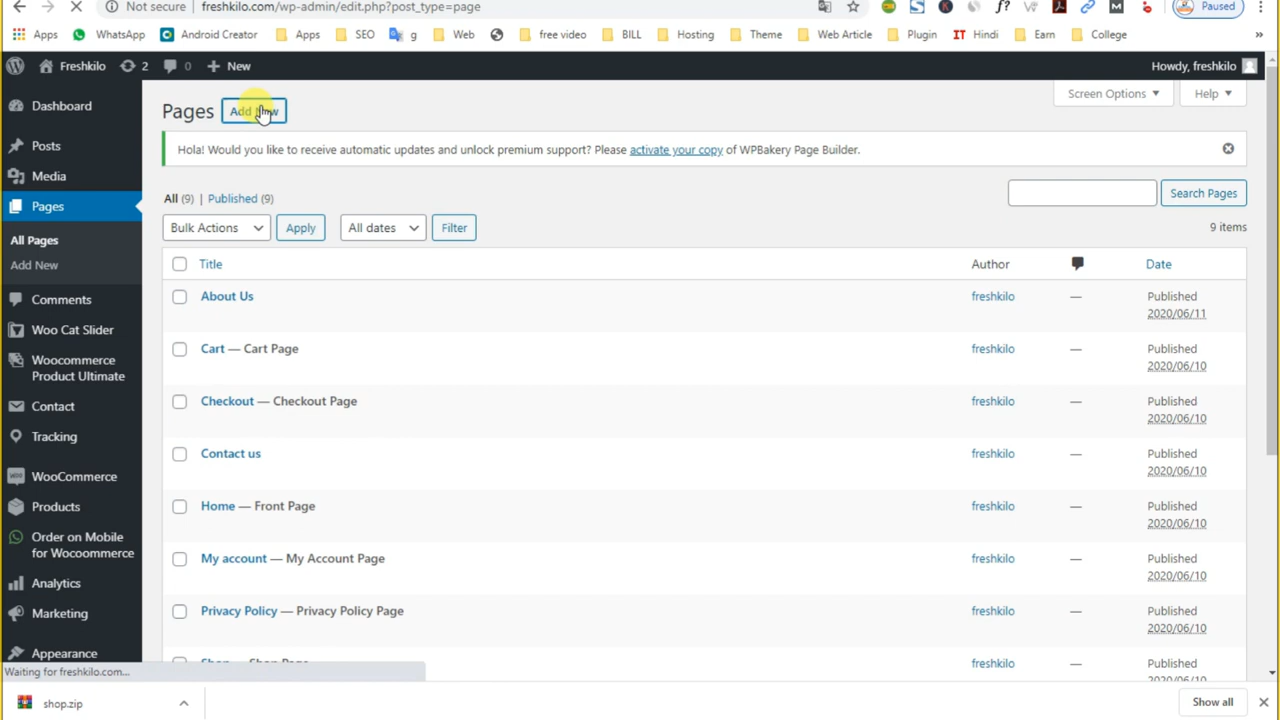 Not secure freshkilo.com/wp-admin/edit.php?post_type=page Paused
Apps WhatsApp Android Creator Apps SEO g Web free video BILL Hosting Theme Web Article Plugin IT Hindi Earn College »
Freshkilo 2 0 New Howdy, freshkilo
Screen Options Help
Dashboard
Pages Add New
Posts
Hola! Would you like to receive automatic updates and unlock premium support? Please activate your copy of WPBakery Page Builder.
Media
All (9) | Published (9)
Search Pages
Pages
Bulk Actions Apply All dates Filter
9 items
All Pages
Add New
Title Author Date
Comments
About Us freshkilo — Published
2020/06/11
Woo Cat Slider
Cart — Cart Page freshkilo — Published
2020/06/10
Woocommerce
Product Ultimate
Contact
Checkout — Checkout Page freshkilo — Published
2020/06/10
Tracking
Contact us freshkilo — Published
2020/06/10
WooCommerce
Products
Home — Front Page freshkilo — Published
2020/06/10
Order on Mobile
for Wocoommerce
My account — My Account Page freshkilo — Published
2020/06/10
Analytics
Marketing
Privacy Policy — Privacy Policy Page freshkilo — Published
2020/06/10
Appearance
Shop — Shop Page freshkilo — Published
Waiting for freshkilo.com...
shop.zip Show all